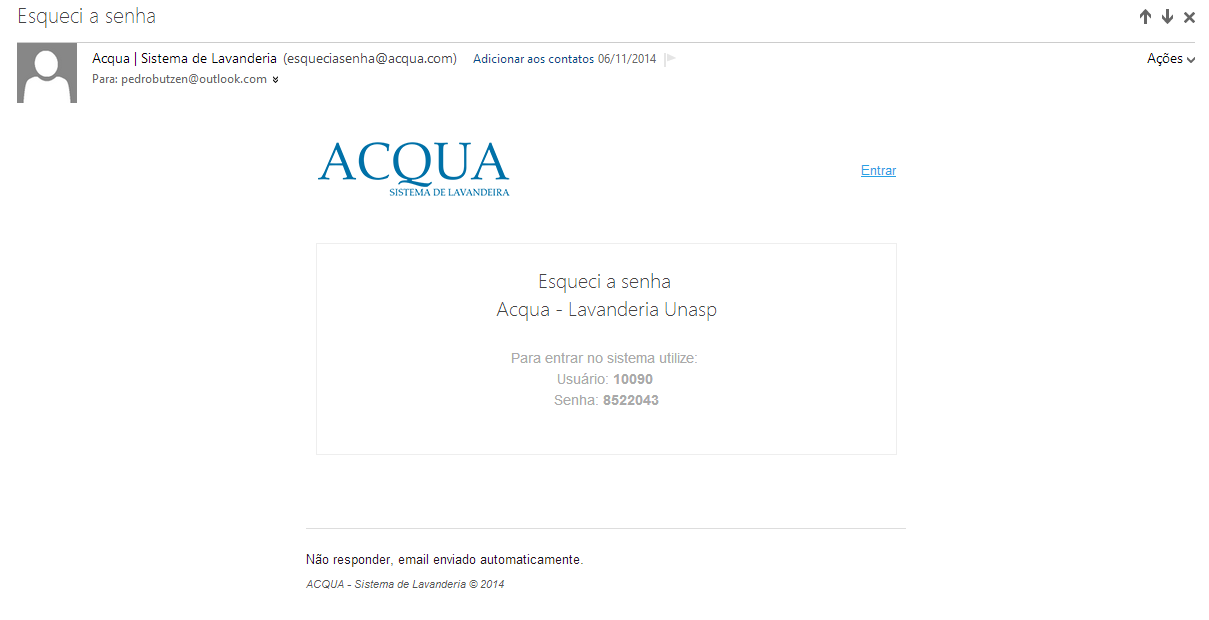 Esqueci a senha
Acqua | Sistema de Lavanderia (esqueciasenha@acqua.com) Adicionar aos contatos 06/11/2014 Ações
Para: pedrobutzen@outlook.com
ACQUA
SISTEMA DE LAVANDEIRA
Entrar
Esqueci a senha
Acqua - Lavanderia Unasp
Para entrar no sistema utilize:
Usuário: 10090
Senha: 8522043
Não responder, email enviado automaticamente.
ACQUA - Sistema de Lavanderia © 2014